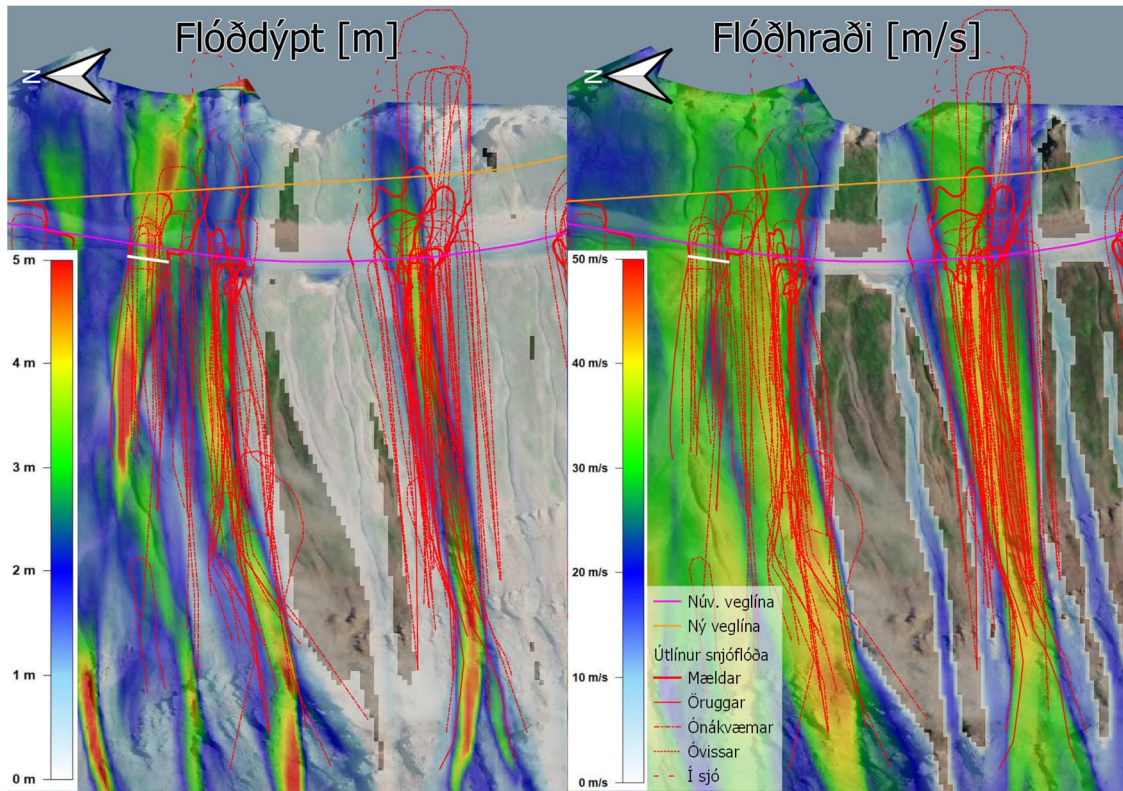 Flóðdýpt [m]
N
5 m
4 m
3 m
2 m
1 m
0 m
Flóðhraði [m/s]
N
50 m/s
40 m/s
30 m/s
20 m/s
10 m/s
0 m/s
Núv. veglína
Ný veglína
Útlínur snjóflóða
Mældar
Öruggar
Ónákvæmar
Óvissar
Í sjó